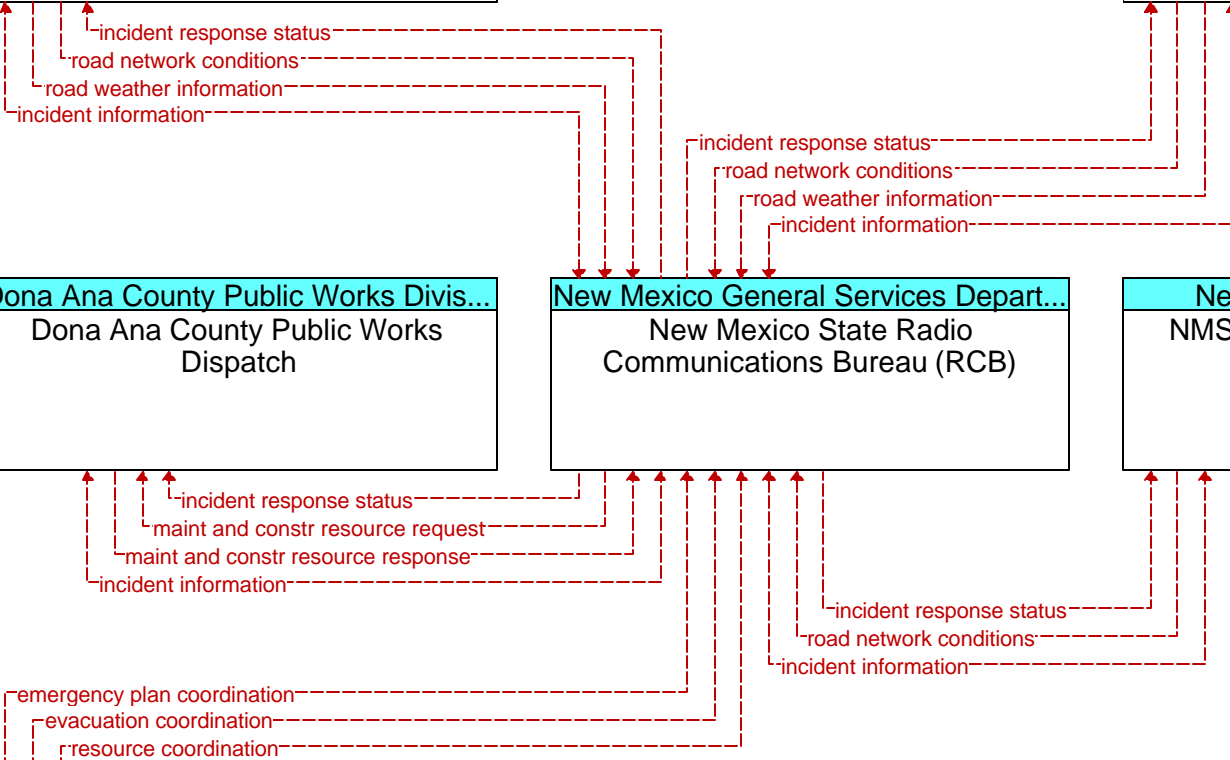 incident response status
road network conditions
road weather information
incident information
incident response status
road network conditions
road weather information
incident information
Dona Ana County Public Works Divis...
Dona Ana County Public Works
Dispatch
New Mexico General Services Depart...
New Mexico State Radio
Communications Bureau (RCB)
Ne
NMS
incident response status
maint and constr resource request
maint and constr resource response
incident information
incident response status
road network conditions
incident information
emergency plan coordination
evacuation coordination
resource coordination